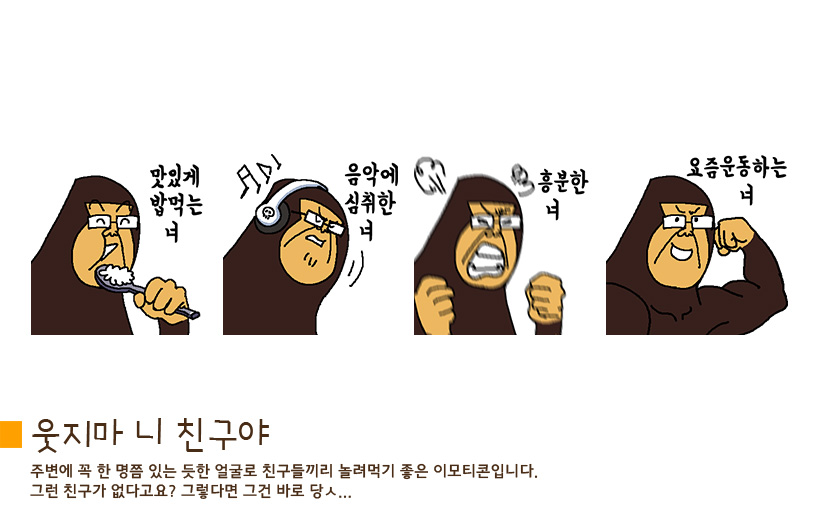 맛있게
밥먹는
너
음악에
심취한
너
흥분한
너
요즘운동하는
너
웃지마 니 친구야
주변에 꼭 한 명쯤 있는 듯한 얼굴로 친구들끼리 놀려먹기 좋은 이모티콘입니다.
그런 친구가 없다고요? 그렇다면 그건 바로 당ㅅ...